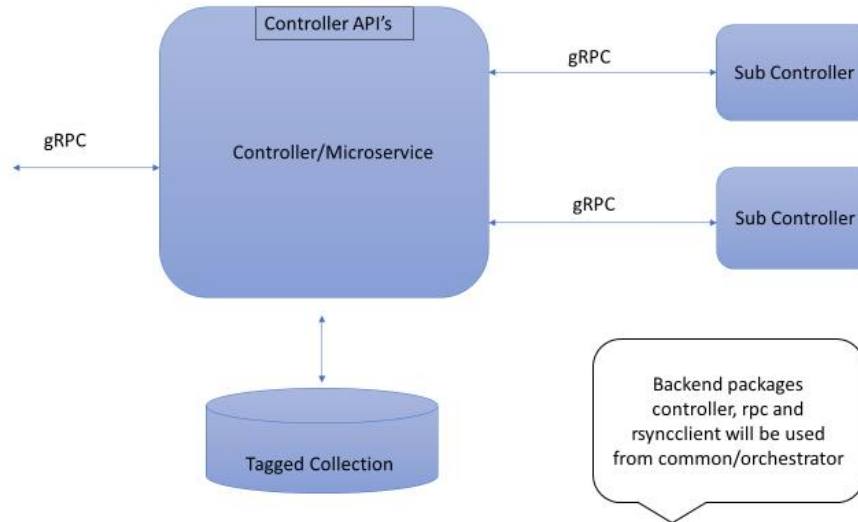 Controller API's
gRPC
Sub Controller
gRPC
Controller/Microservice
gRPC
Sub Controller
Tagged Collection
Backend packages
controller, rpc and
rsyncclient will be used
from common/orchestrator